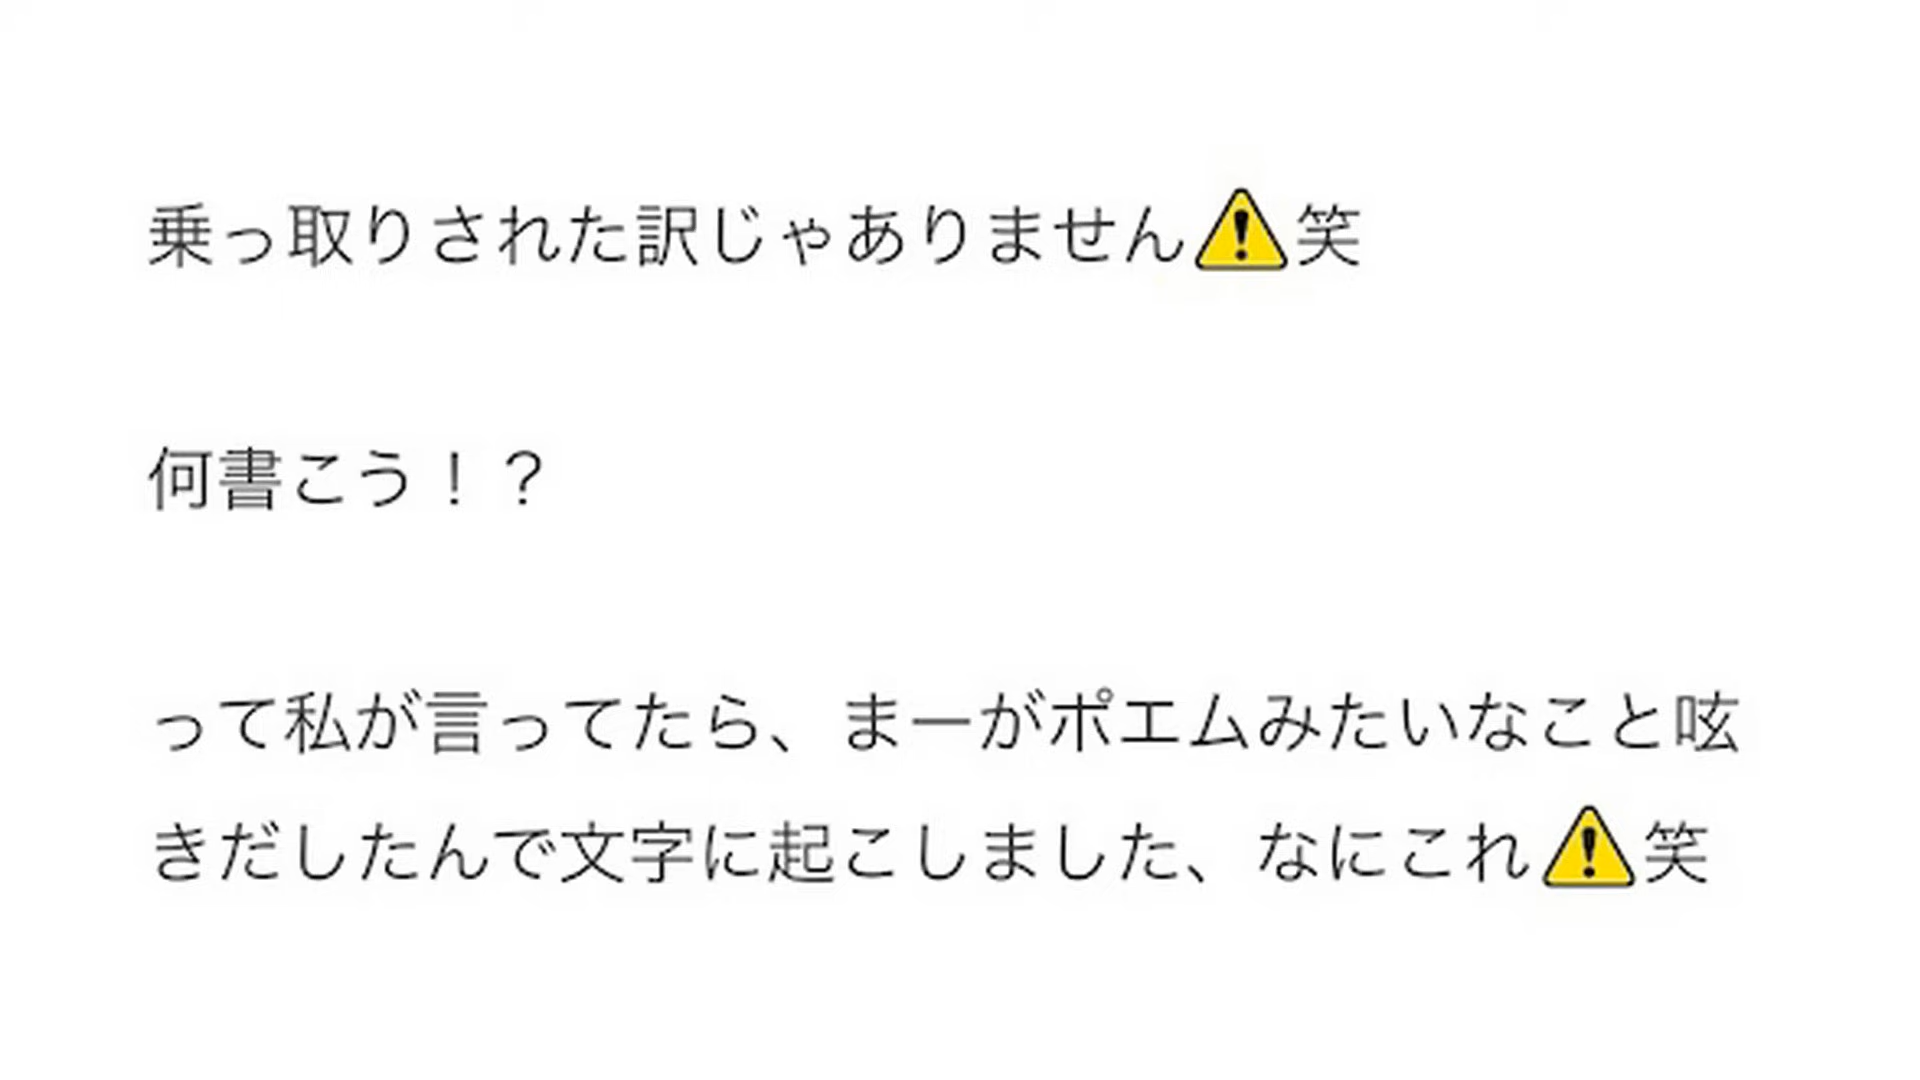 乗っ取りされた訳じゃありません⚠️笑
何書こう！？
って私が言ってたら、まーがポエムみたいなこと呟
きだしたんで文字に起こしました、なにこれ⚠️笑